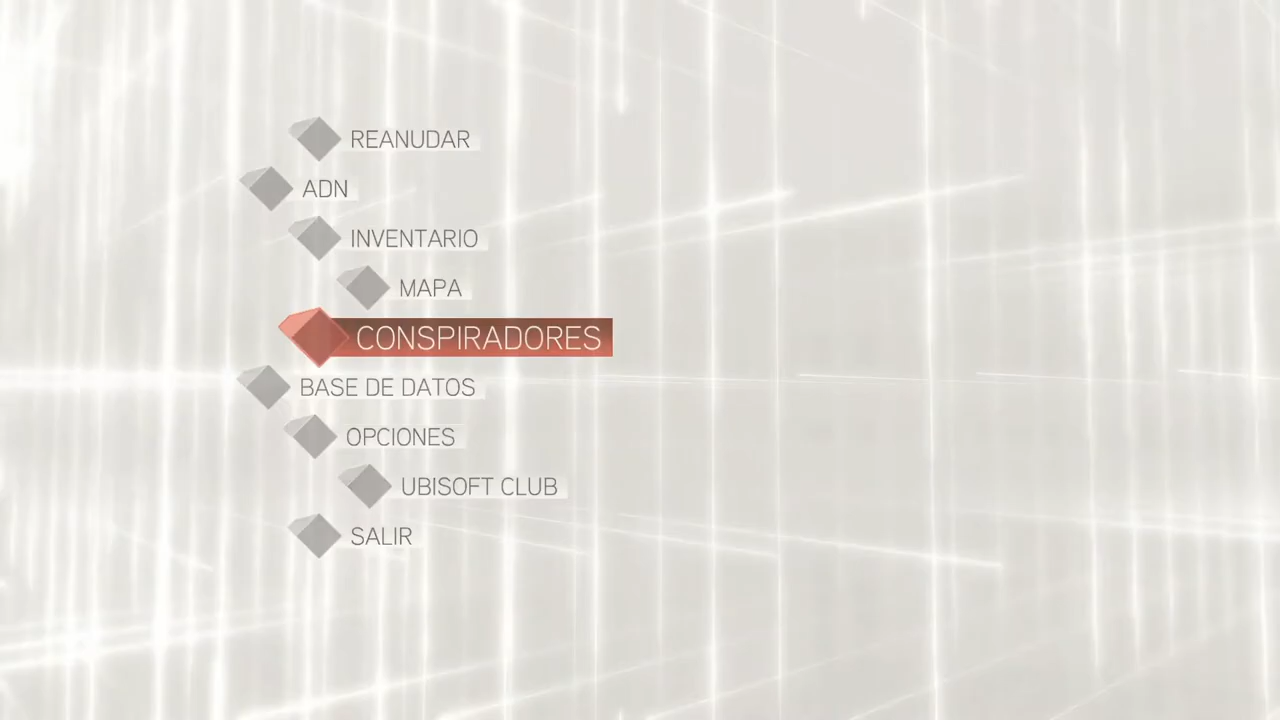 REANUDAR
ADN
INVENTARIO
MAPA
CONSPIRADORES
BASE DE DATOS
OPCIONES
UBISOFT CLUB
SALIR